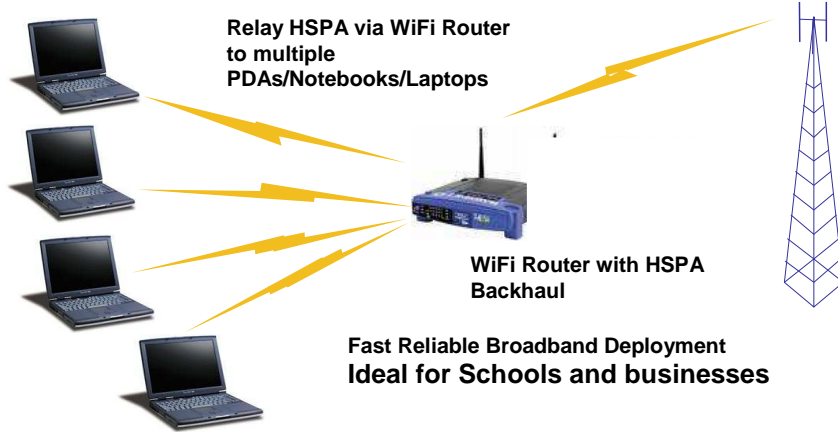 Relay HSPA via WiFi Router
to multiple
PDAs/Notebooks/Laptops
WiFi Router with HSPA
Backhaul
Fast Reliable Broadband Deployment
Ideal for Schools and businesses